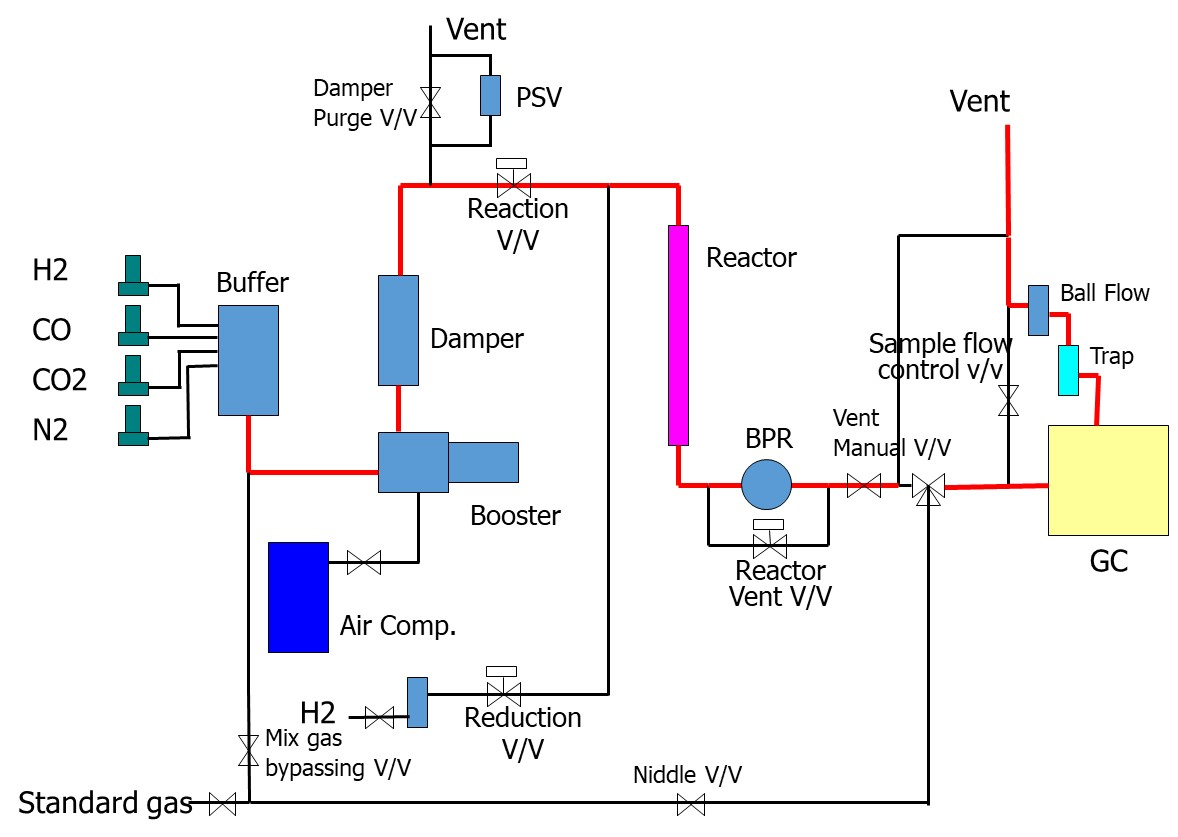 Vent
Damper
Purge V/V
PSV
Vent
Reaction
V/V
H2
Buffer
Reactor
Ball Flow
CO
Damper
Sample flow
control v/v
Trap
CO2
N2
BPR
Vent
Manual V/V
Booster
GC
Reactor
Vent V/V
Air Comp.
H2
Reduction
V/V
Mix gas
bypassing V/V
Niddle V/V
Standard gas